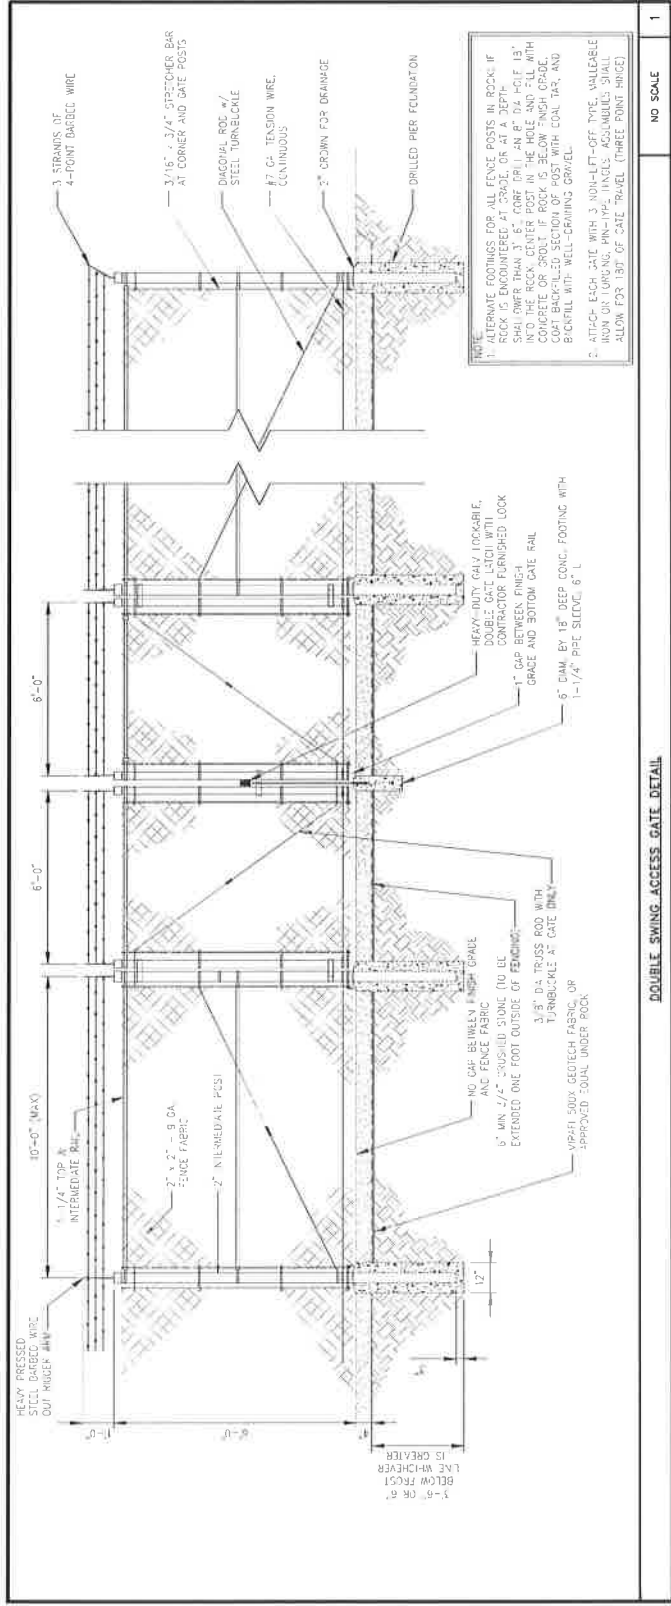 HEAVY PRESSED
STEEL BARBED WIRE
OUT RIGGER ARM
10'-0" (MAX)
1 1/4" TOP &
INTERMEDIATE RAIL
2" x 2" - 9 GA.
FENCE FABRIC
2" INTERMEDIATE POST
6'-0"
6'-0"
3 STRANDS OF
4-POINT BARBED WIRE
3/16" x 3/4" STRETCHER BAR
AT CORNER AND GATE POSTS
DIAGONAL ROD w/
STEEL TURNBUCKLE
#7 GA. TENSION WIRE,
CONTINUOUS
2" CROWN FOR DRAINAGE
DRILLED PIER FOUNDATION
1'-0"
6'-0"
3'-6" OR 6"
BELOW FROST
LINE WHICHEVER
IS GREATER
12"
NO GAP BETWEEN FINISH GRADE
AND FENCE FABRIC
6" MIN 3/4" CRUSHED STONE (TO BE
EXTENDED ONE FOOT OUTSIDE OF FENCING)
3/8" DIA TRUSS ROD WITH
TURNBUCKLE AT GATE ONLY
MIRAFI 500X GEOTECH FABRIC, OR
APPROVED EQUAL UNDER ROCK
HEAVY-DUTY GALV LOCKABLE,
DOUBLE GATE LATCH WITH
CONTRACTOR FURNISHED LOCK
1" GAP BETWEEN FINISH
GRADE AND BOTTOM GATE RAIL
6" DIAM. BY 18" DEEP CONC. FOOTING WITH
1-1/4" PIPE SLEEVE, 6" L
NOTE:
1. ALTERNATE FOOTINGS FOR ALL FENCE POSTS IN ROCK: IF
ROCK IS ENCOUNTERED AT GRADE, OR AT A DEPTH
SHALLOWER THAN 3' 6", CORE DRILL AN 8" DIA HOLE 18"
INTO THE ROCK, CENTER POST IN THE HOLE AND FILL WITH
CONCRETE OR GROUT. IF ROCK IS BELOW FINISH GRADE,
COAT BACKFILLED SECTION OF POST WITH COAL TAR, AND
BACKFILL WITH WELL-DRAINING GRAVEL.
2. ATTACH EACH GATE WITH 3 NON-LIFT-OFF TYPE, MALLEABLE
IRON OR FORGING, PIN-TYPE HINGES. ASSEMBLIES SHALL
ALLOW FOR 180° OF GATE TRAVEL (THREE POINT HINGE)
DOUBLE SWING ACCESS GATE DETAIL
NO SCALE
1